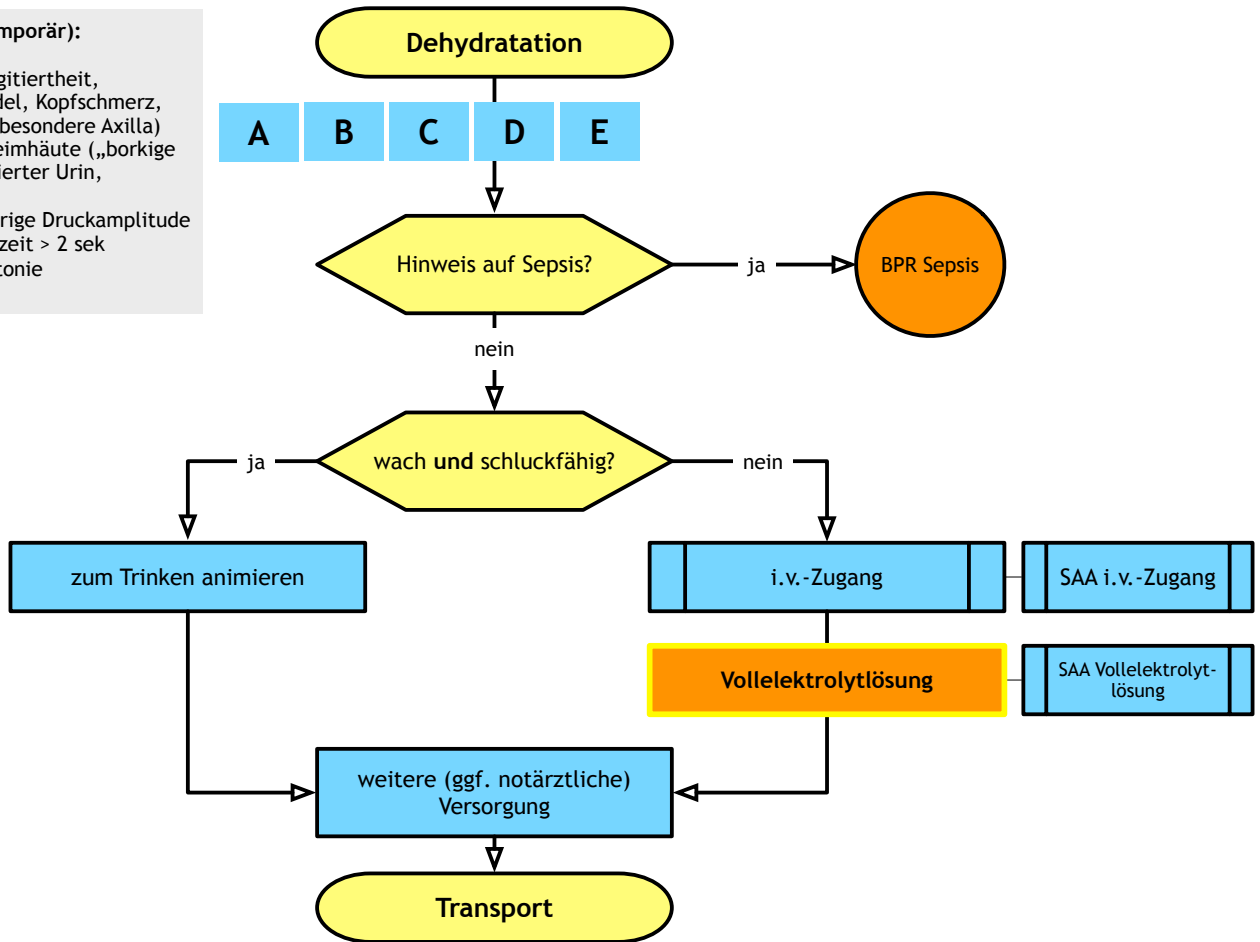 mporär):
gitiertheit,
del, Kopfschmerz,
besondere Axilla)
eimhäute („borkige
ierter Urin,
rige Druckamplitude
zeit > 2 sek
tonie
Dehydratation
A B C D E
Hinweis auf Sepsis?
ja
BPR Sepsis
nein
wach und schluckfähig?
ja
nein
zum Trinken animieren
i.v.-Zugang
SAA i.v.-Zugang
Vollelektrolytlösung
SAA Vollelektrolyt-
lösung
weitere (ggf. notärztliche)
Versorgung
Transport